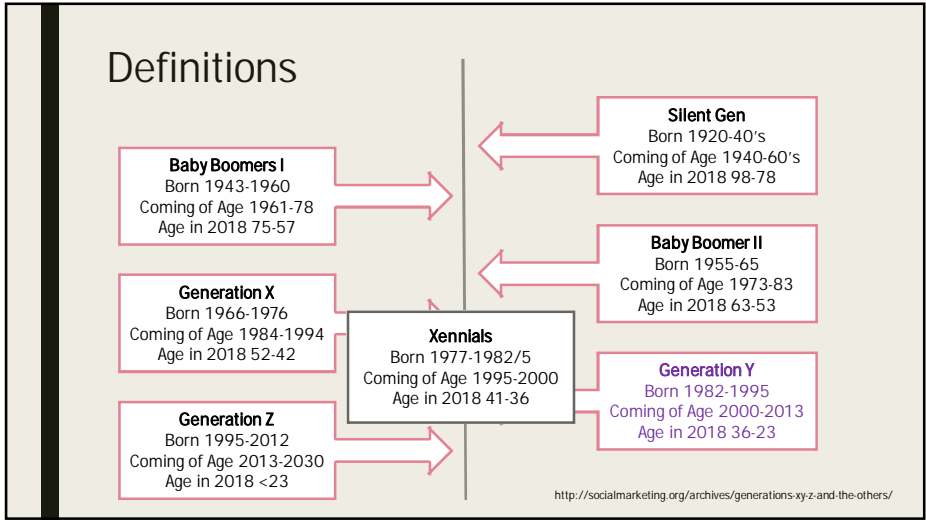 Definitions
Silent Gen
Born 1920-40's
Coming of Age 1940-60's
Age in 2018 98-78
Baby Boomers I
Born 1943-1960
Coming of Age 1961-78
Age in 2018 75-57
Baby Boomer II
Born 1955-65
Coming of Age 1973-83
Age in 2018 63-53
Generation X
Born 1966-1976
Coming of Age 1984-1994
Age in 2018 52-42
Xennials
Born 1977-1982/5
Coming of Age 1995-2000
Age in 2018 41-36
Generation Y
Born 1982-1995
Coming of Age 2000-2013
Age in 2018 36-23
Generation Z
Born 1995-2012
Coming of Age 2013-2030
Age in 2018 <23
http://socialmarketing.org/archives/generations-xy-z-and-the-others/